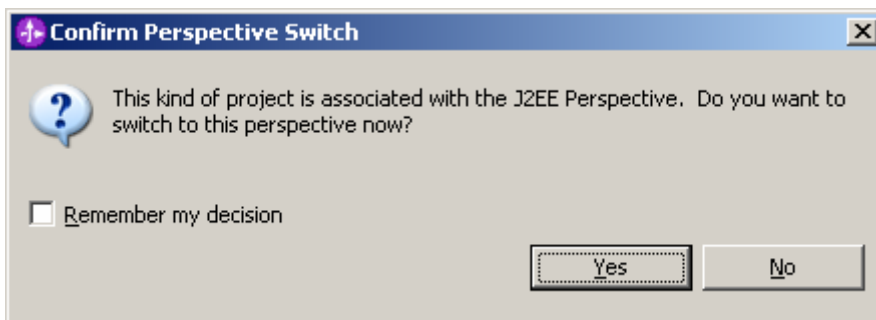 Confirm Perspective Switch
This kind of project is associated with the J2EE Perspective. Do you want to
switch to this perspective now?
Remember my decision
Yes No